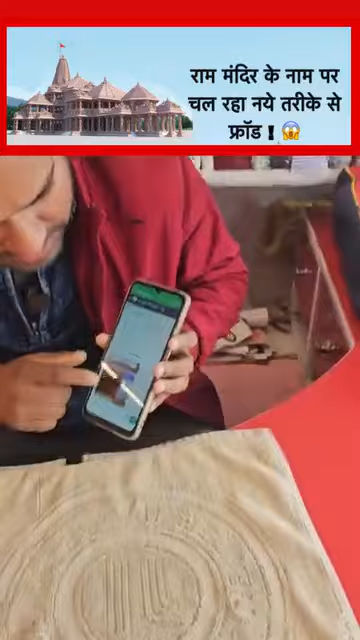 राम मंदिर के नाम पर
चल रहा नये तरीके से
फ्रॉड ! 😱